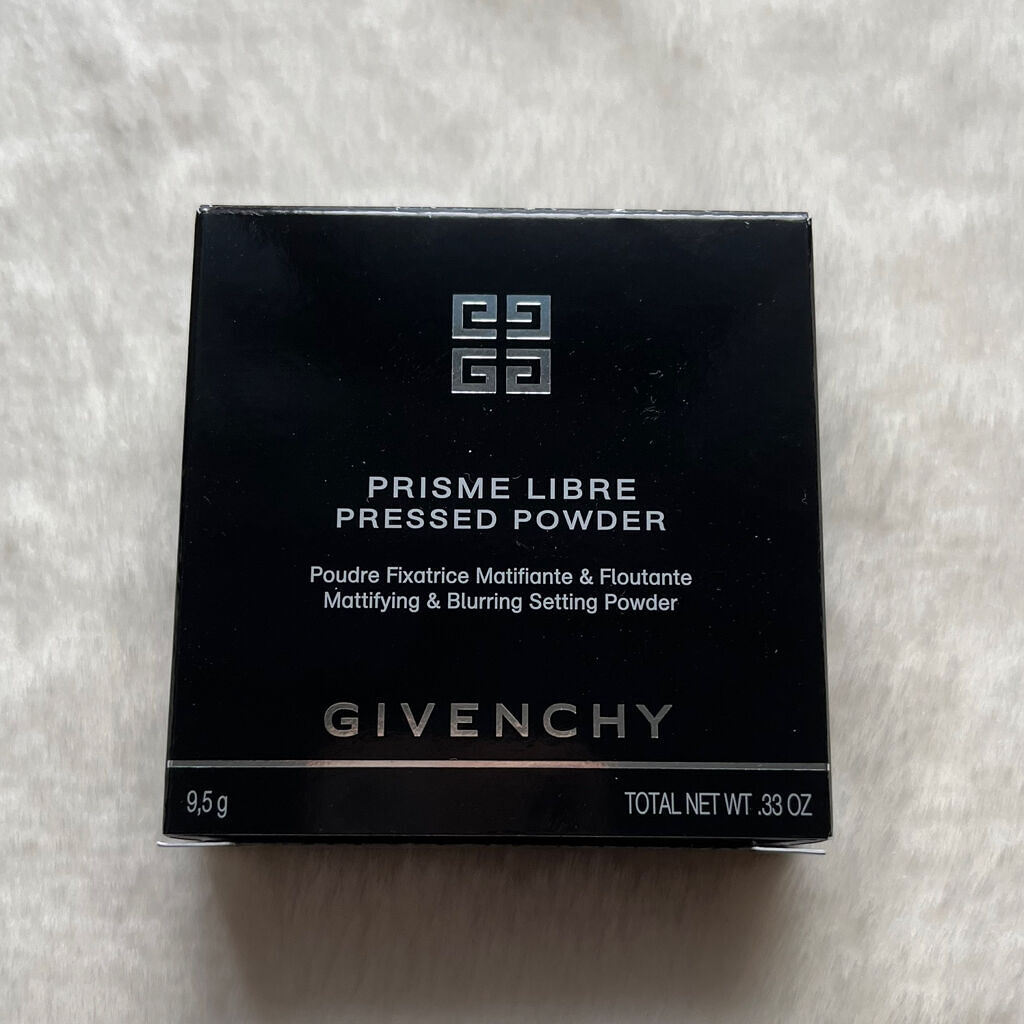 PRISME LIBRE
PRESSED POWDER
Poudre Fixatrice Matifiante & Floutante
Mattifying & Blurring Setting Powder
GIVENCHY
9,5 g TOTAL NET WT .33 OZ